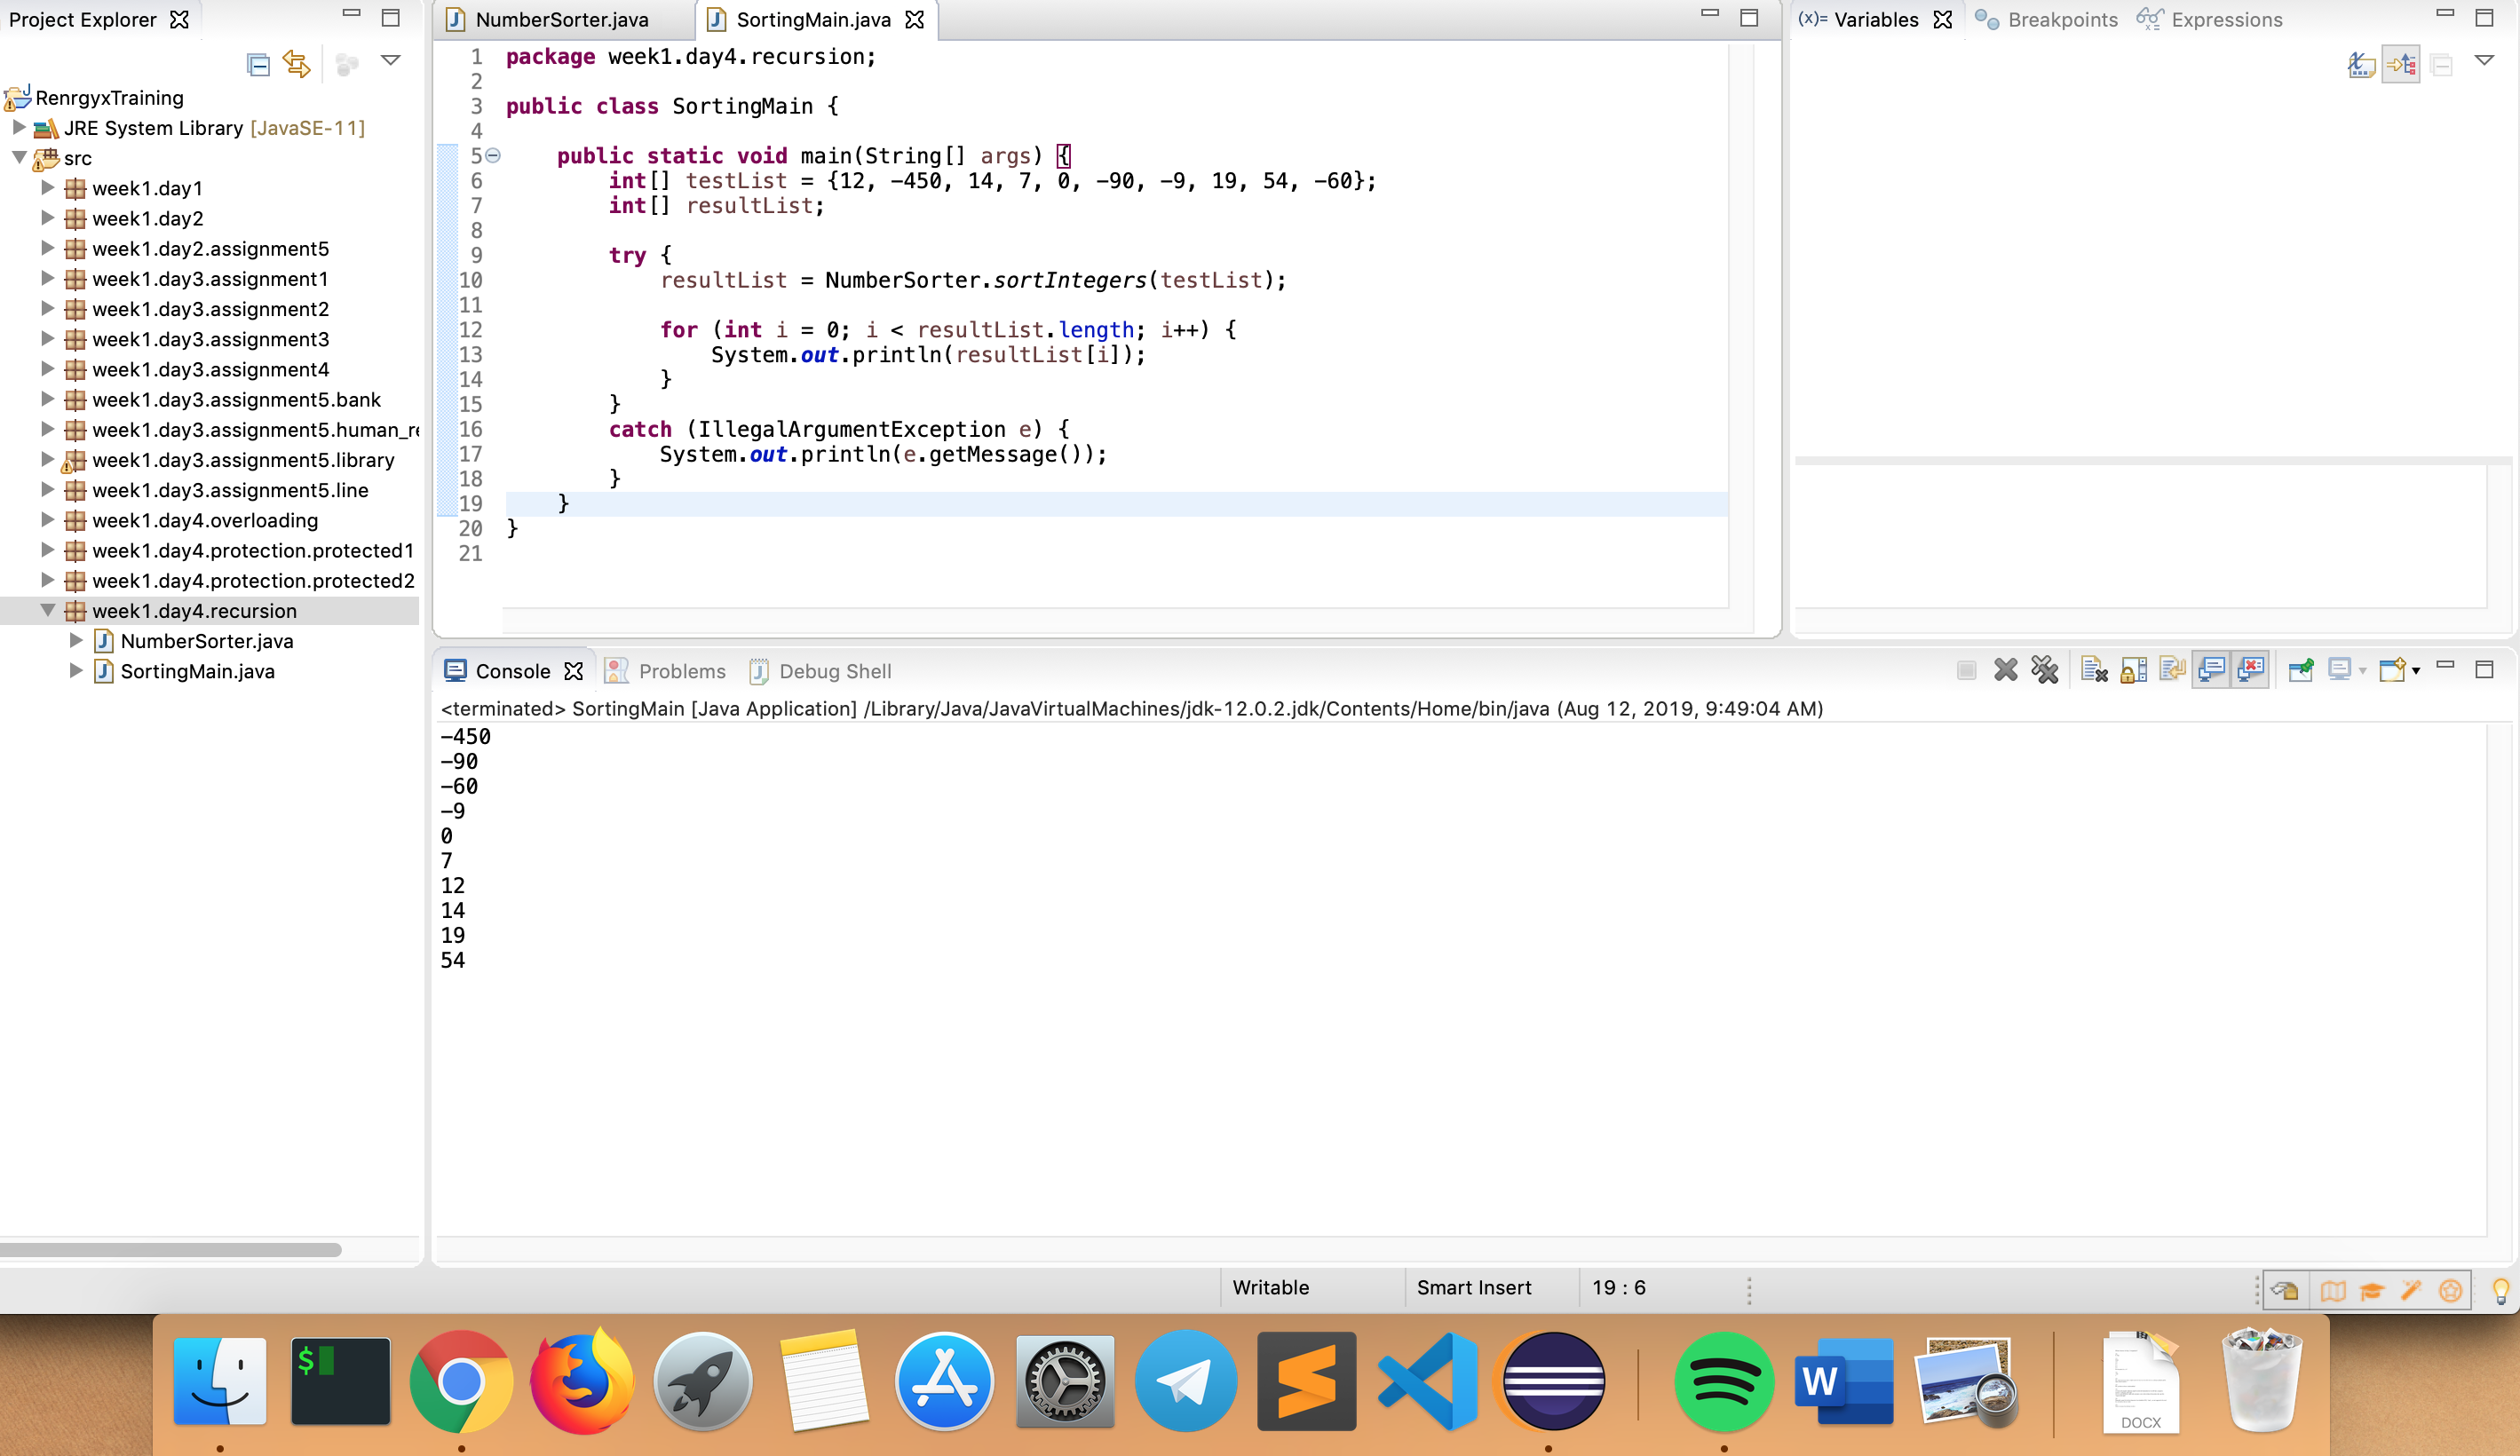 Project Explorer
RenrgyxTraining
JRE System Library [JavaSE-11]
src
week1.day1
week1.day2
week1.day2.assignment5
week1.day3.assignment1
week1.day3.assignment2
week1.day3.assignment3
week1.day3.assignment4
week1.day3.assignment5.bank
week1.day3.assignment5.human_re
week1.day3.assignment5.library
week1.day3.assignment5.line
week1.day4.overloading
week1.day4.protection.protected1
week1.day4.protection.protected2
week1.day4.recursion
NumberSorter.java
SortingMain.java
NumberSorter.java SortingMain.java
1 package week1.day4.recursion;
2
3 public class SortingMain {
4
5 public static void main(String[] args) {
6 int[] testList = {12, -450, 14, 7, 0, -90, -9, 19, 54, -60};
7 int[] resultList;
8
9 try {
10 resultList = NumberSorter.sortIntegers(testList);
11
12 for (int i = 0; i < resultList.length; i++) {
13 System.out.println(resultList[i]);
14 }
15 }
16 catch (IllegalArgumentException e) {
17 System.out.println(e.getMessage());
18 }
19 }
20 }
21
(x)= Variables Breakpoints Expressions
Console Problems Debug Shell
<terminated> SortingMain [Java Application] /Library/Java/JavaVirtualMachines/jdk-12.0.2.jdk/Contents/Home/bin/java (Aug 12, 2019, 9:49:04 AM)
-450
-90
-60
-9
0
7
12
14
19
54
Writable Smart Insert 19 : 6
$
W
DOCX